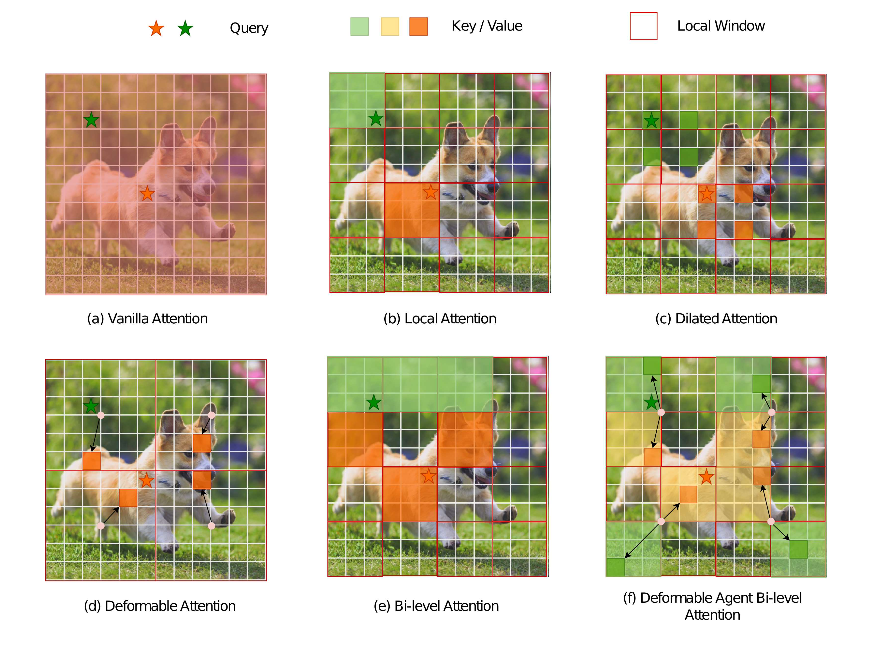 Query
Key / Value
Local Window
(a) Vanilla Attention
(b) Local Attention
(c) Dilated Attention
(d) Deformable Attention
(e) Bi-level Attention
(f) Deformable Agent Bi-level
Attention